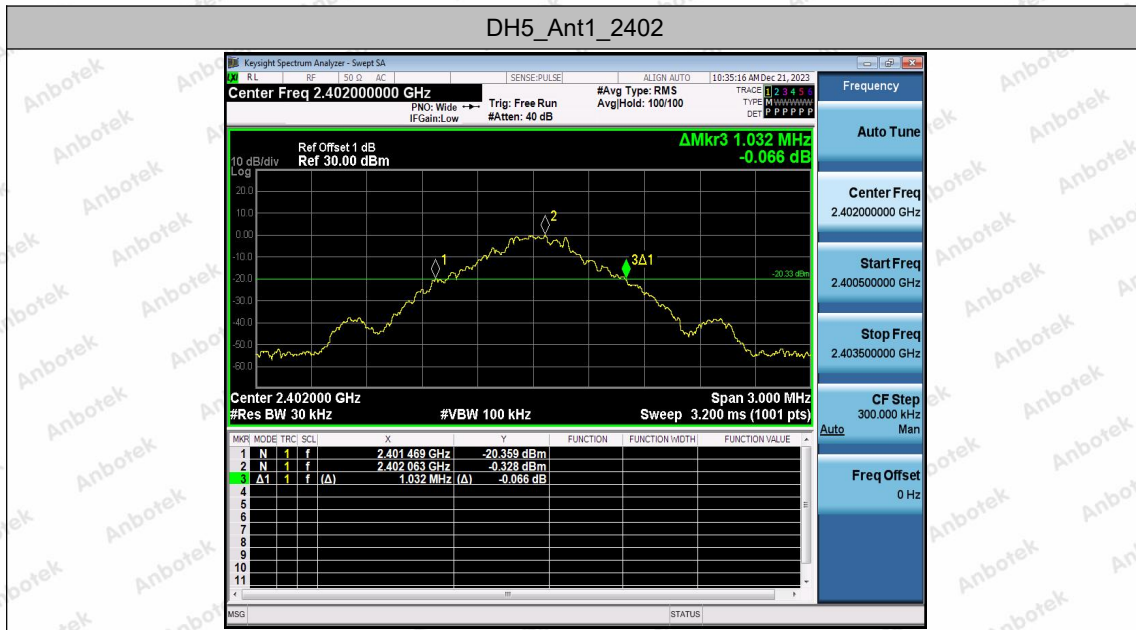 DH5_Ant1_2402
Keysight Spectrum Analyzer - Swept SA
RL RF 50 Ω AC SENSE:PULSE ALIGN AUTO 10:35:16 AM Dec 21, 2023
Center Freq 2.402000000 GHz
PNO: Wide
IFGain:Low
Trig: Free Run
#Atten: 40 dB
#Avg Type: RMS
Avg|Hold: 100/100
TRACE 1 2 3 4 5 6
TYPE M WWWWW
DET P P P P P P
ΔMkr3 1.032 MHz
-0.066 dB
Ref Offset 1 dB
10 dB/div Ref 30.00 dBm
Log
20.0
10.0
0.00
-10.0
-20.0
-30.0
-40.0
-50.0
-60.0
1
2
3Δ1
-20.33 dBm
Center 2.402000 GHz Span 3.000 MHz
#Res BW 30 kHz #VBW 100 kHz Sweep 3.200 ms (1001 pts)
MKR MODE TRC SCL X Y FUNCTION FUNCTION WIDTH FUNCTION VALUE
1 N 1 f 2.401 469 GHz -20.359 dBm
2 N 1 f 2.402 063 GHz -0.328 dBm
3 Δ1 1 f (Δ) 1.032 MHz (Δ) -0.066 dB
4
5
6
7
8
9
10
11
MSG STATUS
Frequency
Auto Tune
Center Freq
2.402000000 GHz
Start Freq
2.400500000 GHz
Stop Freq
2.403500000 GHz
CF Step
300.000 kHz
Auto Man
Freq Offset
0 Hz
Anbotek